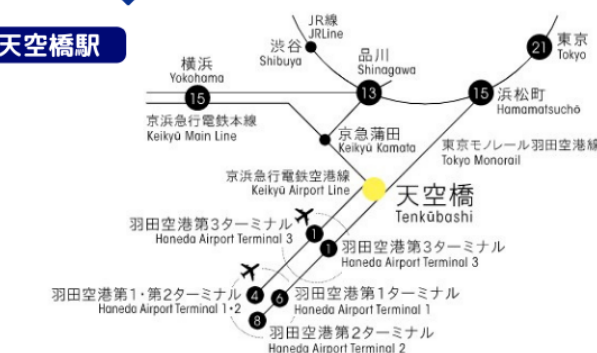 天空橋駅
JR線
JRLine
渋谷
Shibuya
品川
Shinagawa
21
東京
Tokyo
横浜
Yokohama
15
13
15
浜松町
Hamamatsuchō
京浜急行電鉄本線
Keikyū Main Line
京急蒲田
Keikyū Kamata
東京モノレール羽田空港線
Tokyo Monorail
京浜急行電鉄空港線
Keikyū Airport Line
天空橋
Tenkūbashi
羽田空港第3ターミナル
Haneda Airport Terminal 3
1
1
羽田空港第3ターミナル
Haneda Airport Terminal 3
羽田空港第1・第2ターミナル
Haneda Airport Terminal 1・2
4
6
羽田空港第1ターミナル
Haneda Airport Terminal 1
8
羽田空港第2ターミナル
Haneda Airport Terminal 2